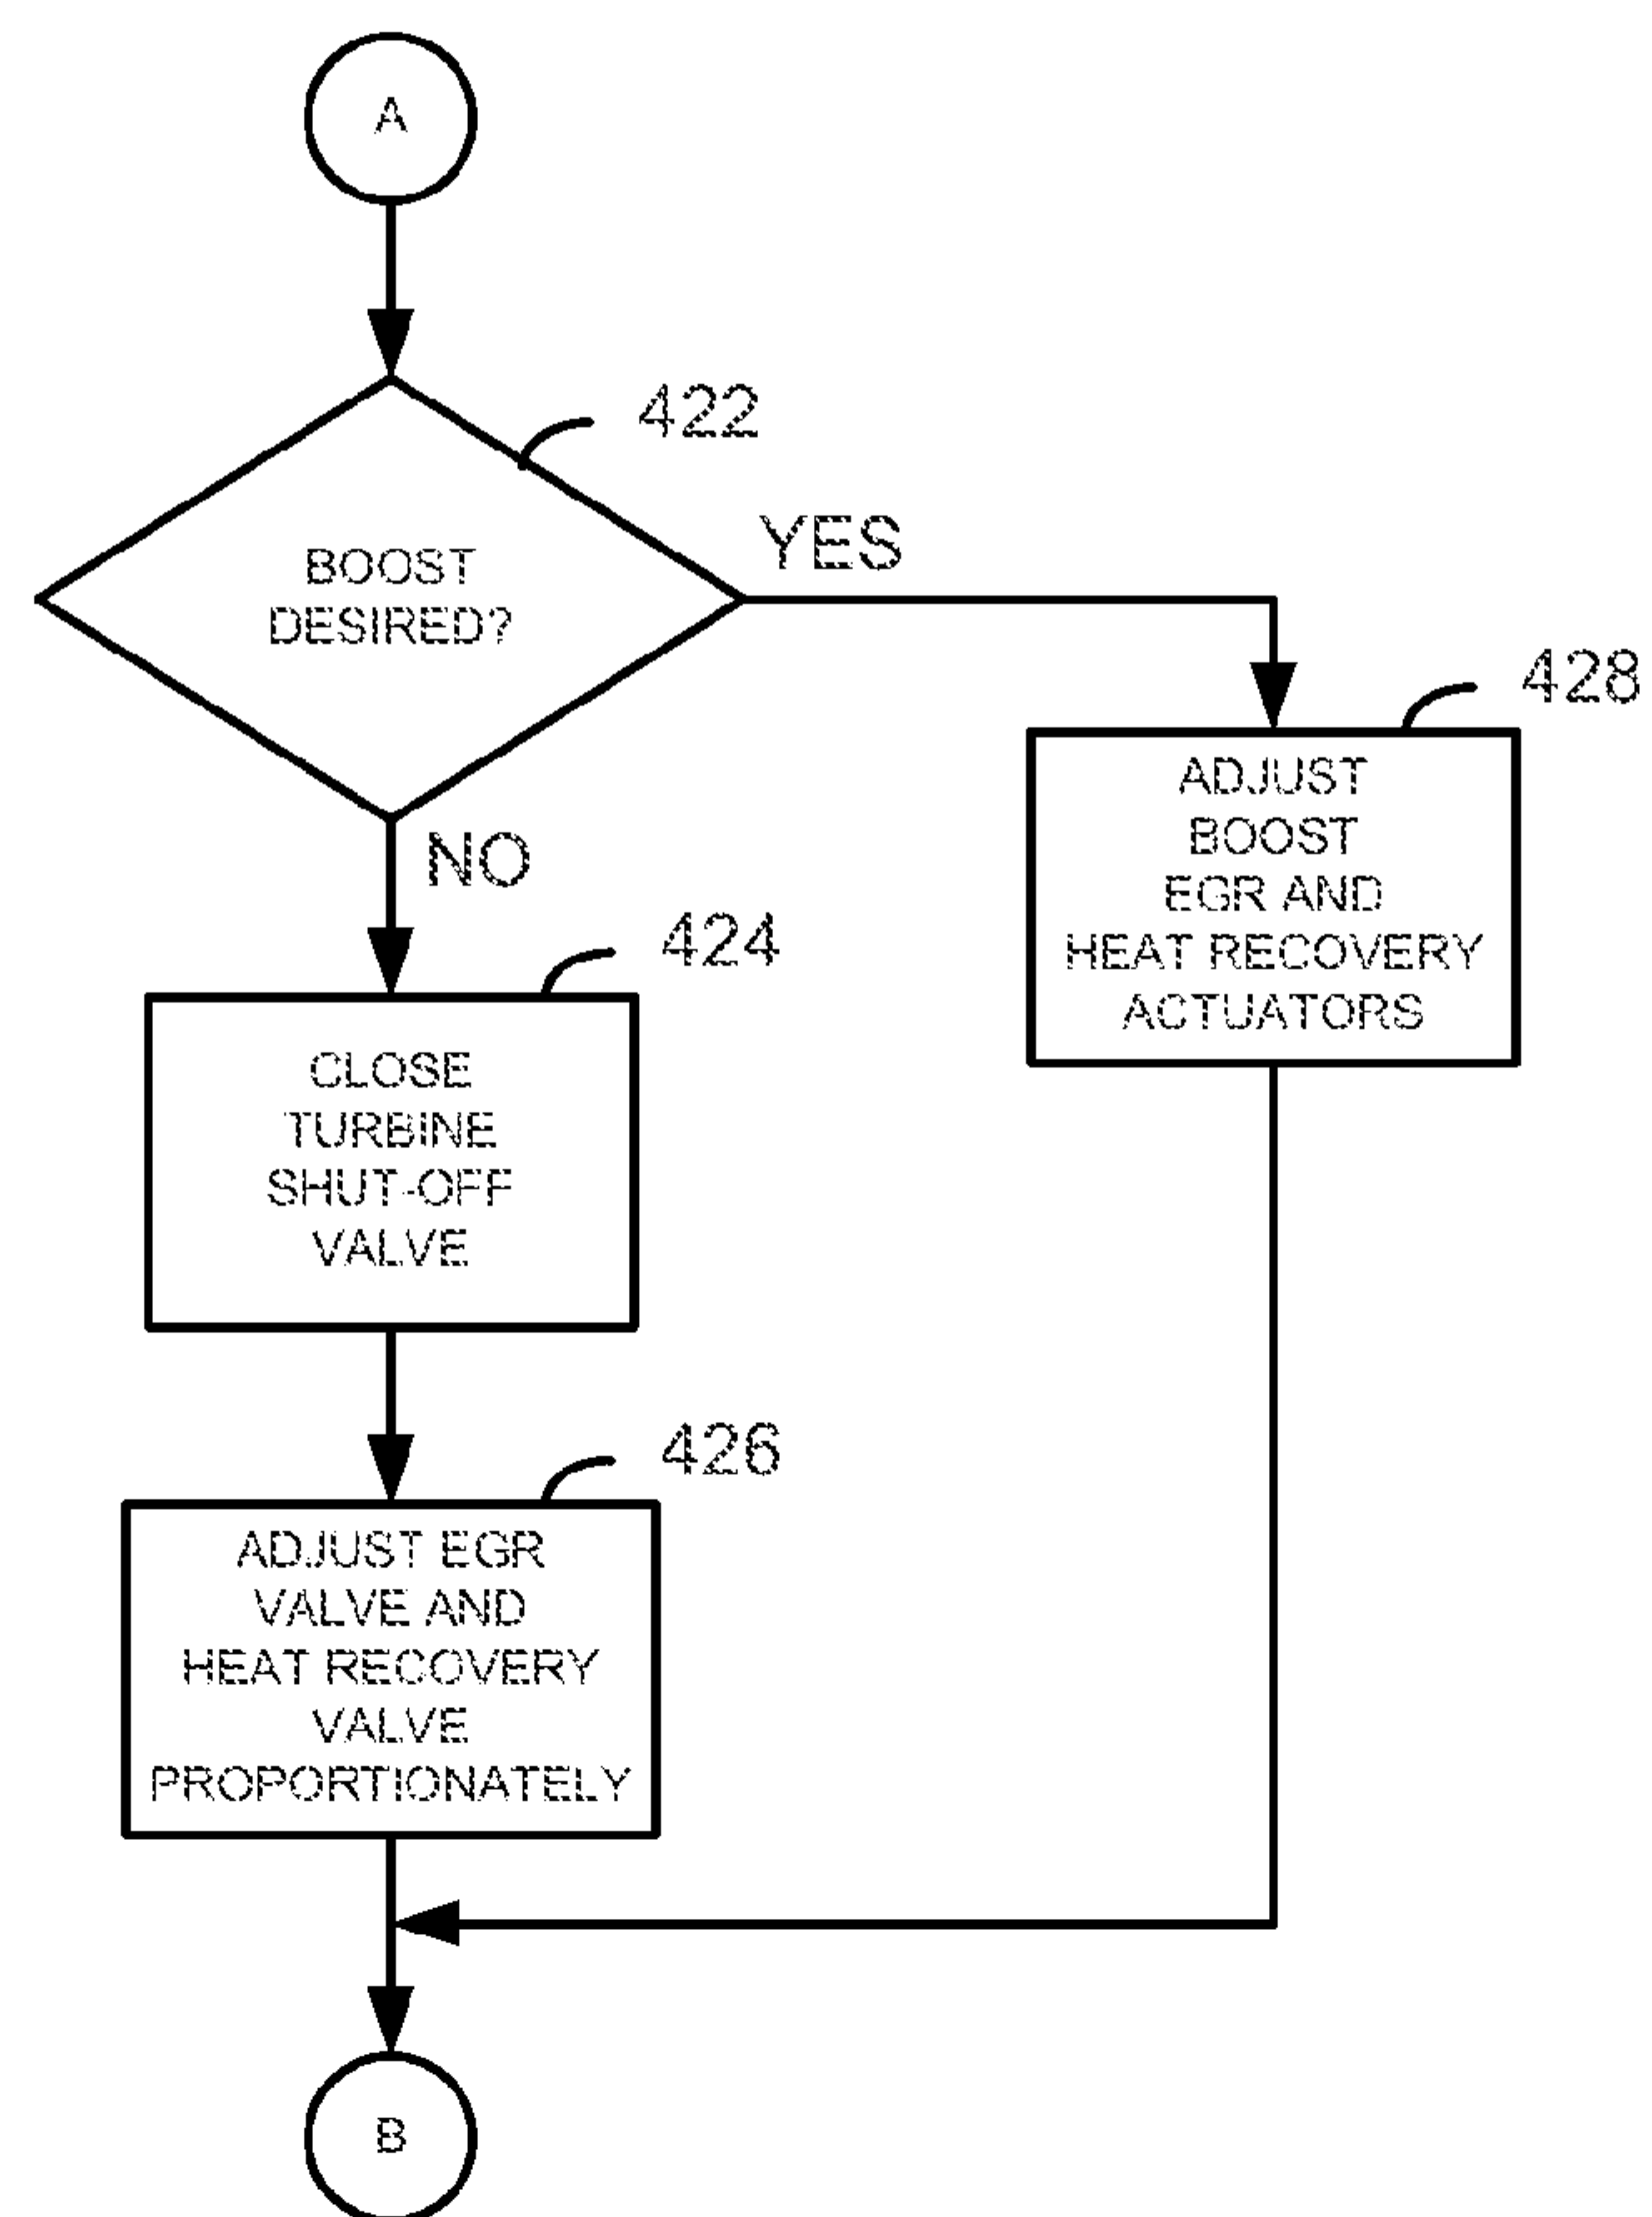 A
422
BOOST
DESIRED?
YES
NO
428
ADJUST
BOOST
EGR AND
HEAT RECOVERY
ACTUATORS
424
CLOSE
TURBINE
SHUT-OFF
VALVE
426
ADJUST EGR
VALVE AND
HEAT RECOVERY
VALVE
PROPORTIONATELY
B